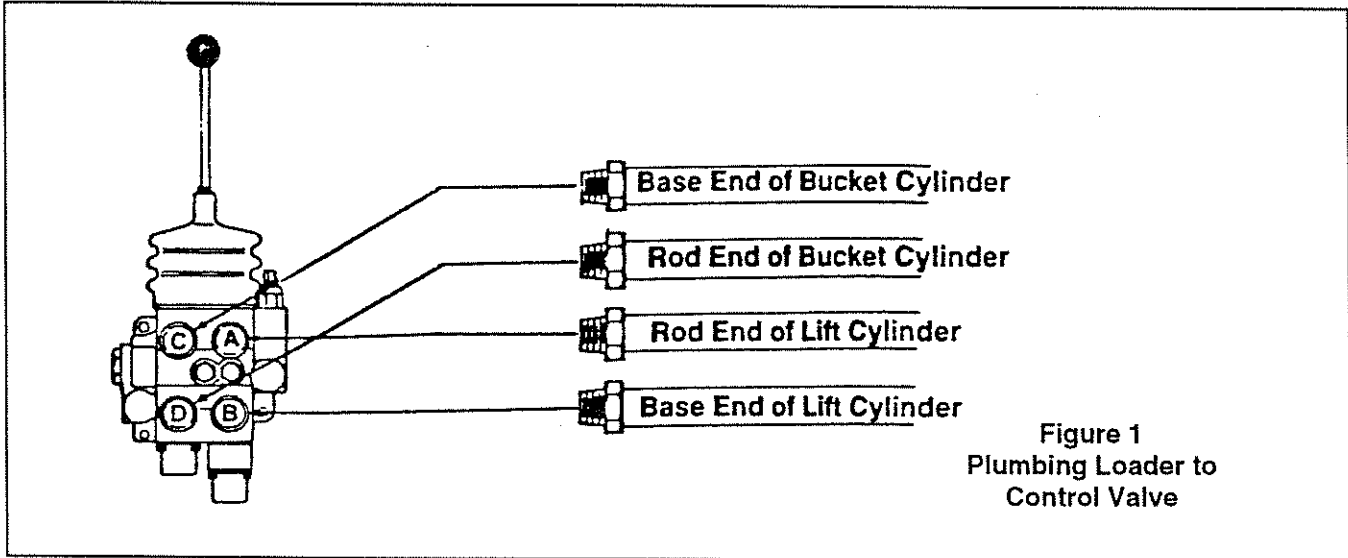 Base End of Bucket Cylinder
Rod End of Bucket Cylinder
C A
Rod End of Lift Cylinder
D B
Base End of Lift Cylinder
Figure 1
Plumbing Loader to
Control Valve